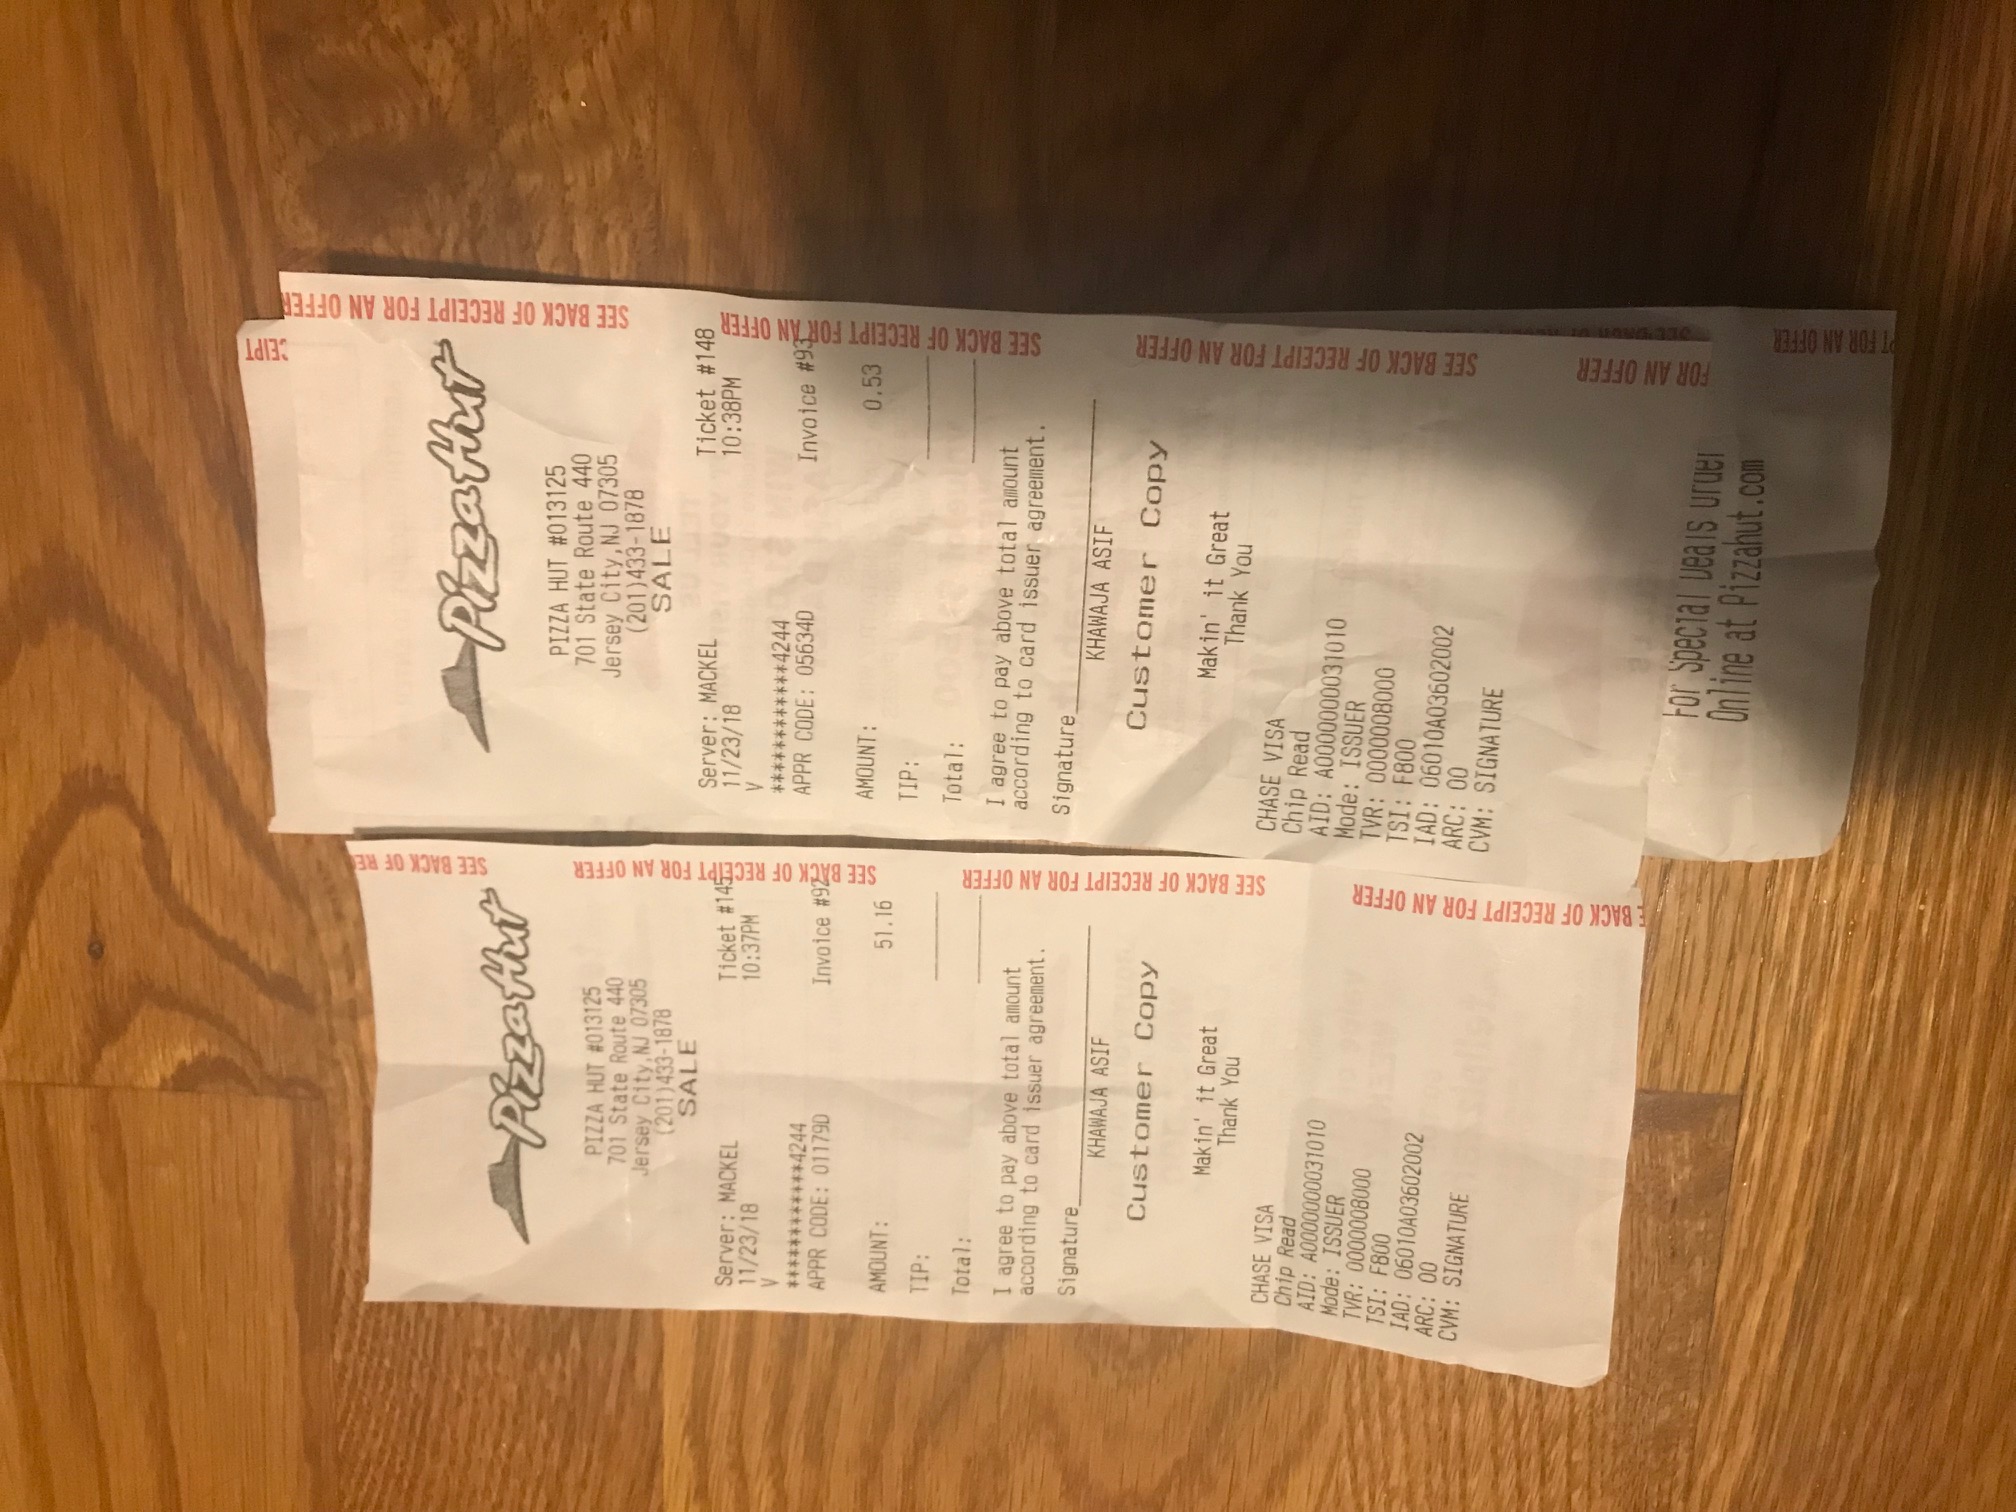 Pizza Hut
PIZZA HUT #013125
701 State Route 440
Jersey City,NJ 07305
(201)433-1878
SALE
Server: MACKEL Ticket #148
11/23/18 10:38PM
V
************4244 Invoice #93
APPR CODE: 05634D
AMOUNT: 0.53
TIP:
Total:
I agree to pay above total amount
according to card issuer agreement.
Signature
KHAWAJA ASIF
Customer Copy
Makin' it Great
Thank You
CHASE VISA
Chip Read
AID: A0000000031010
Mode: ISSUER
TVR: 0000008000
TSI: F800
IAD: 06010A03602002
ARC: 00
CVM: SIGNATURE
CEIPT
SEE BACK OF RECEIPT FOR AN OFFER
SEE BACK OF RECEIPT FOR AN OFFER
SEE BACK OF RECEIPT FOR AN OFFER
FOR AN OFFER
For Special Deals
Online at Pizzahut.com
PT FOR AN OFFER
Pizza Hut
PIZZA HUT #013125
701 State Route 440
Jersey City,NJ 07305
(201)433-1878
SALE
Server: MACKEL Ticket #145
11/23/18 10:37PM
V
************4244 Invoice #92
APPR CODE: 01179D
AMOUNT: 51.16
TIP:
Total:
I agree to pay above total amount
according to card issuer agreement.
Signature
KHAWAJA ASIF
Customer Copy
Makin' it Great
Thank You
CHASE VISA
Chip Read
AID: A0000000031010
Mode: ISSUER
TVR: 0000008000
TSI: F800
IAD: 06010A03602002
ARC: 00
CVM: SIGNATURE
SEE BACK OF RE
SEE BACK OF RECEIPT FOR AN OFFER
SEE BACK OF RECEIPT FOR AN OFFER
E BACK OF RECEIPT FOR AN OFFER